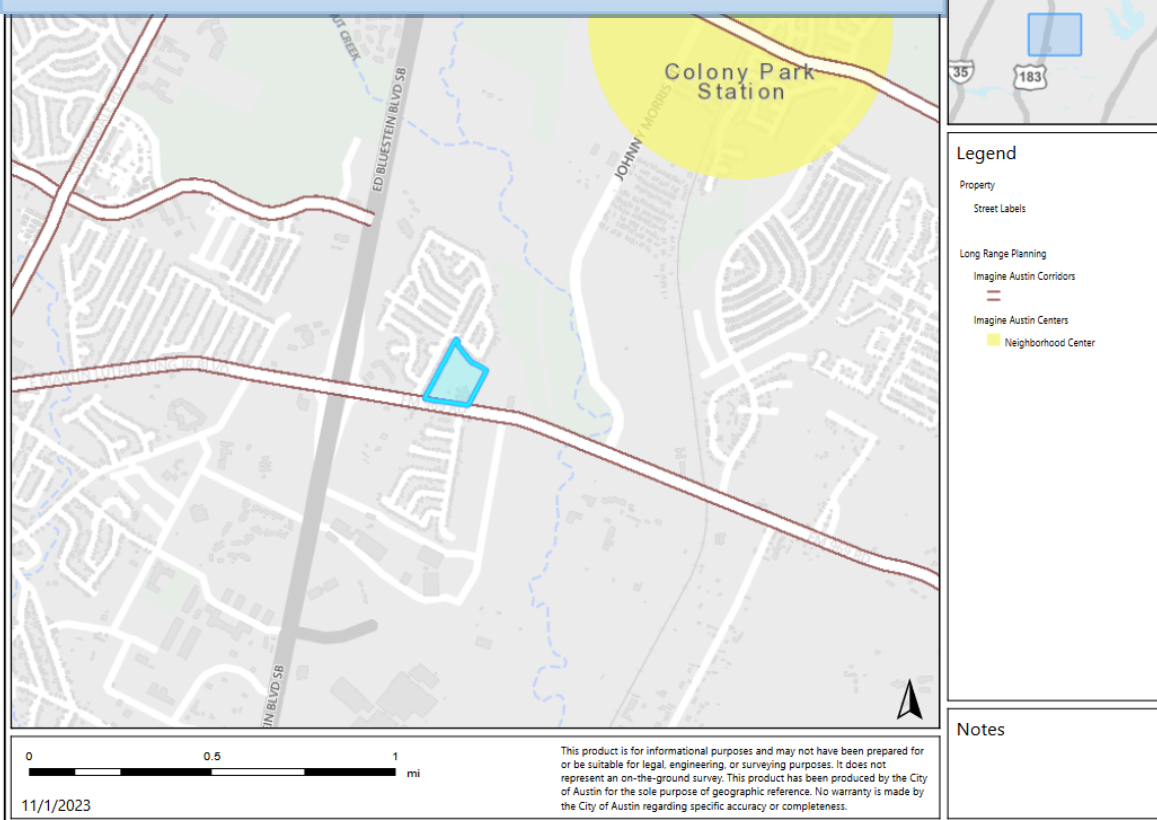 UT CREEK
ED BLUESTEIN BLVD SB
JOHNNY MORRIS
Colony Park
Station
35
183
IN BLVD SB
Legend
Property
Street Labels
Long Range Planning
Imagine Austin Corridors
Imagine Austin Centers
Neighborhood Center
Notes
0 0.5 1
mi
11/1/2023
This product is for informational purposes and may not have been prepared for
or be suitable for legal, engineering, or surveying purposes. It does not
represent an on-the-ground survey. This product has been produced by the City
of Austin for the sole purpose of geographic reference. No warranty is made by
the City of Austin regarding specific accuracy or completeness.